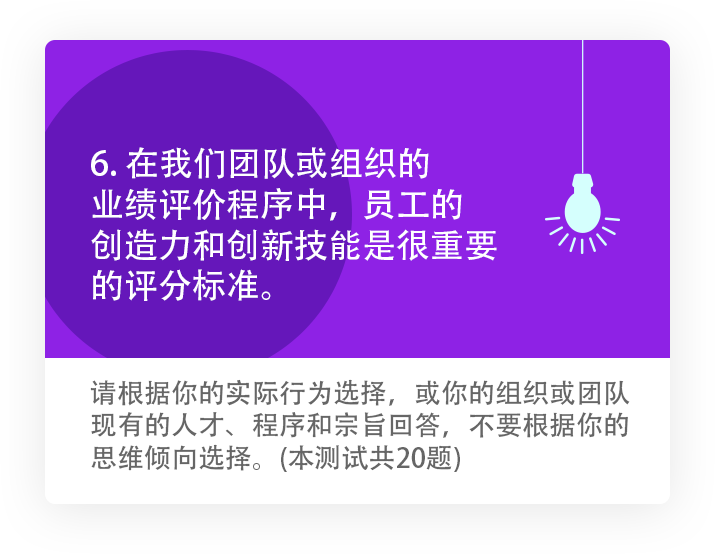 6. 在我们团队或组织的
业绩评价程序中，员工的
创造力和创新技能是很重要
的评分标准。
请根据你的实际行为选择，或你的组织或团队
现有的人才、程序和宗旨回答，不要根据你的
思维倾向选择。(本测试共20题)